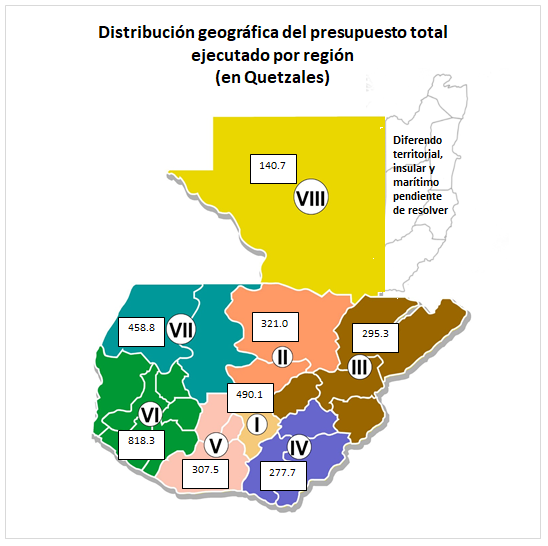 Distribución geográfica del presupuesto total
ejecutado por región
(en Quetzales)
Diferendo
territorial,
insular y
marítimo
pendiente
de resolver
140.7
VIII
458.8
VII
321.0
II
295.3
III
490.1
I
VI
818.3
V
307.5
IV
277.7